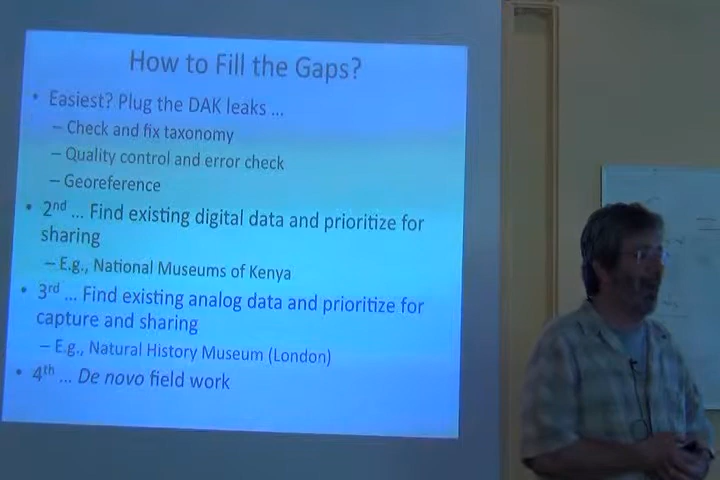 How to Fill the Gaps?
• Easiest? Plug the DAK leaks ...
– Check and fix taxonomy
– Quality control and error check
– Georeference
• 2nd ... Find existing digital data and prioritize for
sharing
– E.g., National Museums of Kenya
• 3rd ... Find existing analog data and prioritize for
capture and sharing
– E.g., Natural History Museum (London)
• 4th ... De novo field work